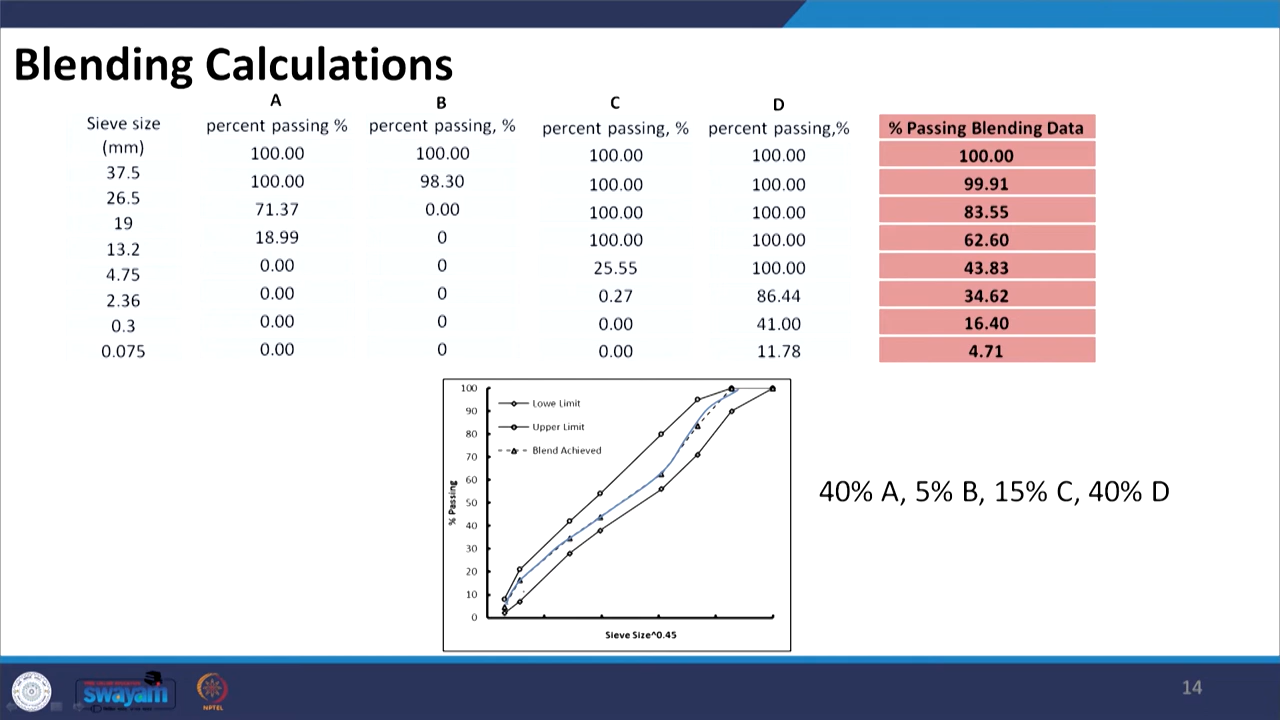 Blending Calculations
A B C D
Sieve size (mm) percent passing % percent passing, % percent passing, % percent passing,% % Passing Blending Data
37.5 100.00 100.00 100.00 100.00 100.00
26.5 100.00 98.30 100.00 100.00 99.91
19 71.37 0.00 100.00 100.00 83.55
13.2 18.99 0 100.00 100.00 62.60
4.75 0.00 0 25.55 100.00 43.83
2.36 0.00 0 0.27 86.44 34.62
0.3 0.00 0 0.00 41.00 16.40
0.075 0.00 0 0.00 11.78 4.71
100
90
80
70
60
50
40
30
20
10
0
% Passing
Lowe Limit
Upper Limit
Blend Achieved
Sieve Size^0.45
40% A, 5% B, 15% C, 40% D
swayam
NPTEL
14